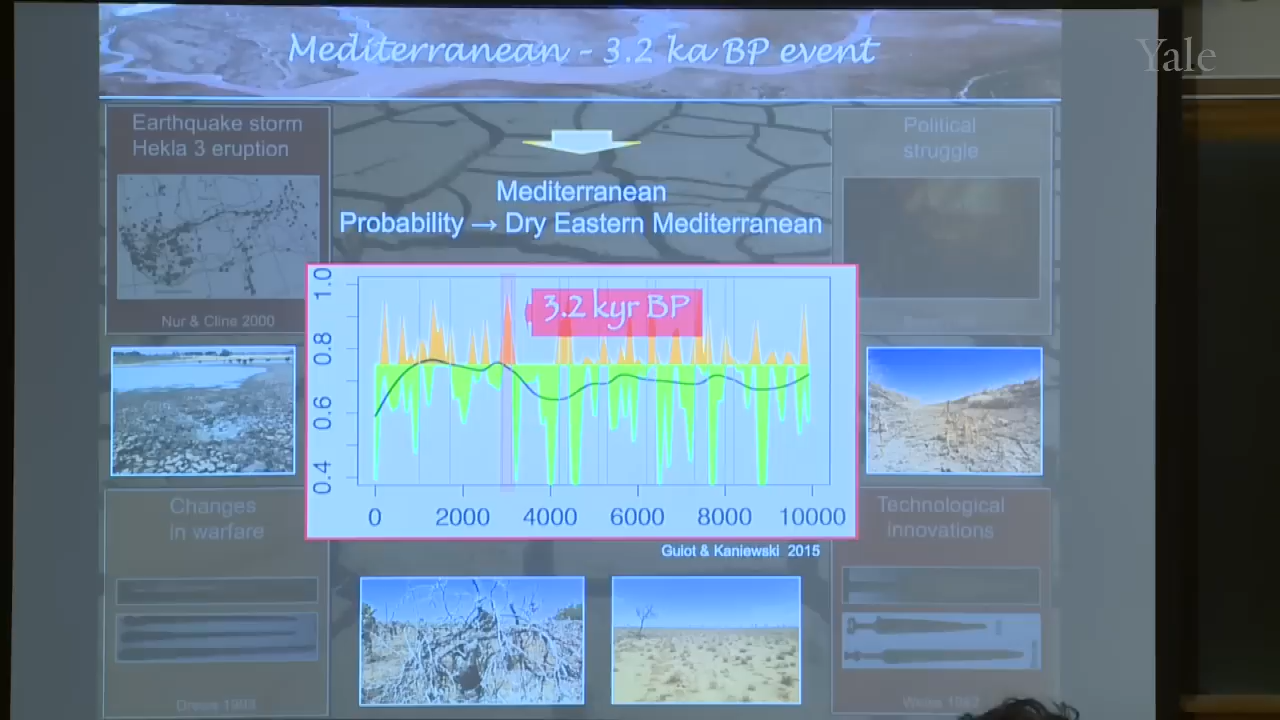 Mediterranean - 3.2 ka BP event
Yale
Earthquake storm
Hekla 3 eruption
Nur & Cline 2000
Political
struggle
Mediterranean
Probability → Dry Eastern Mediterranean
3.2 kyr BP
1.0
0.8
0.6
0.4
0 2000 4000 6000 8000 10000
Guiot & Kaniewski 2015
Changes
in warfare
Drews 1993
Technological
innovations